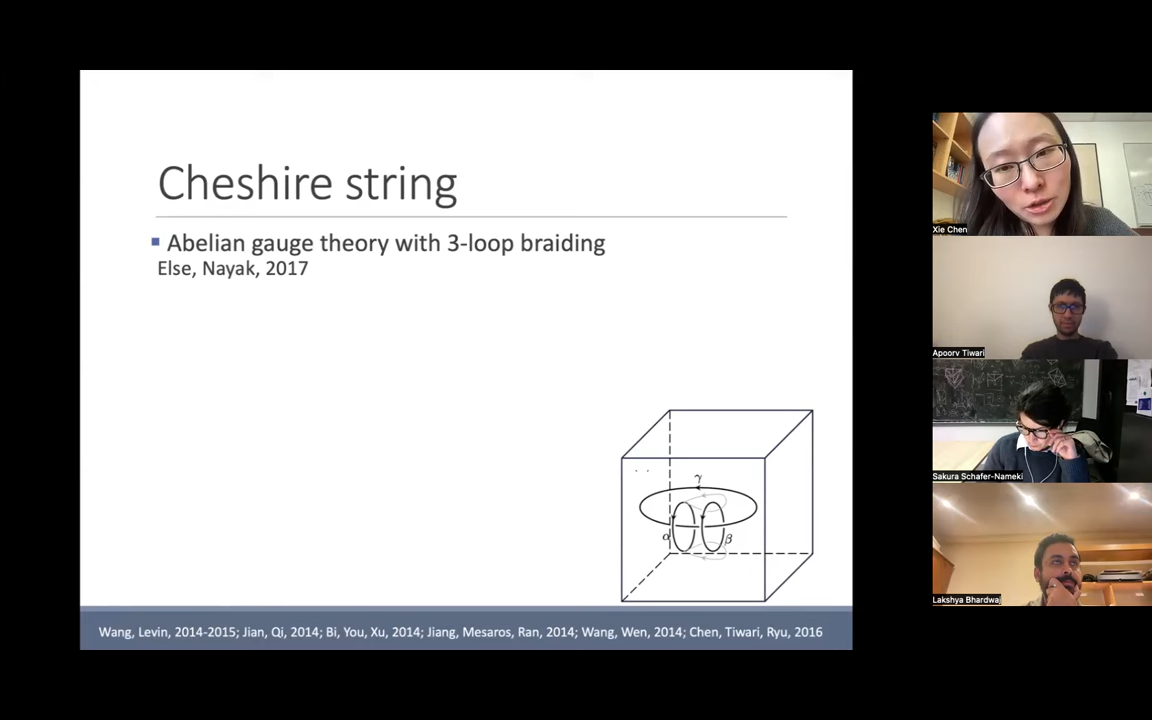 Cheshire string
Abelian gauge theory with 3-loop braiding
Else, Nayak, 2017
γ
α
β
Wang, Levin, 2014-2015; Jian, Qi, 2014; Bi, You, Xu, 2014; Jiang, Mesaros, Ran, 2014; Wang, Wen, 2014; Chen, Tiwari, Ryu, 2016
Xie Chen
Apoorv Tiwari
Sakura Schafer-Nameki
Lakshya Bhardwaj